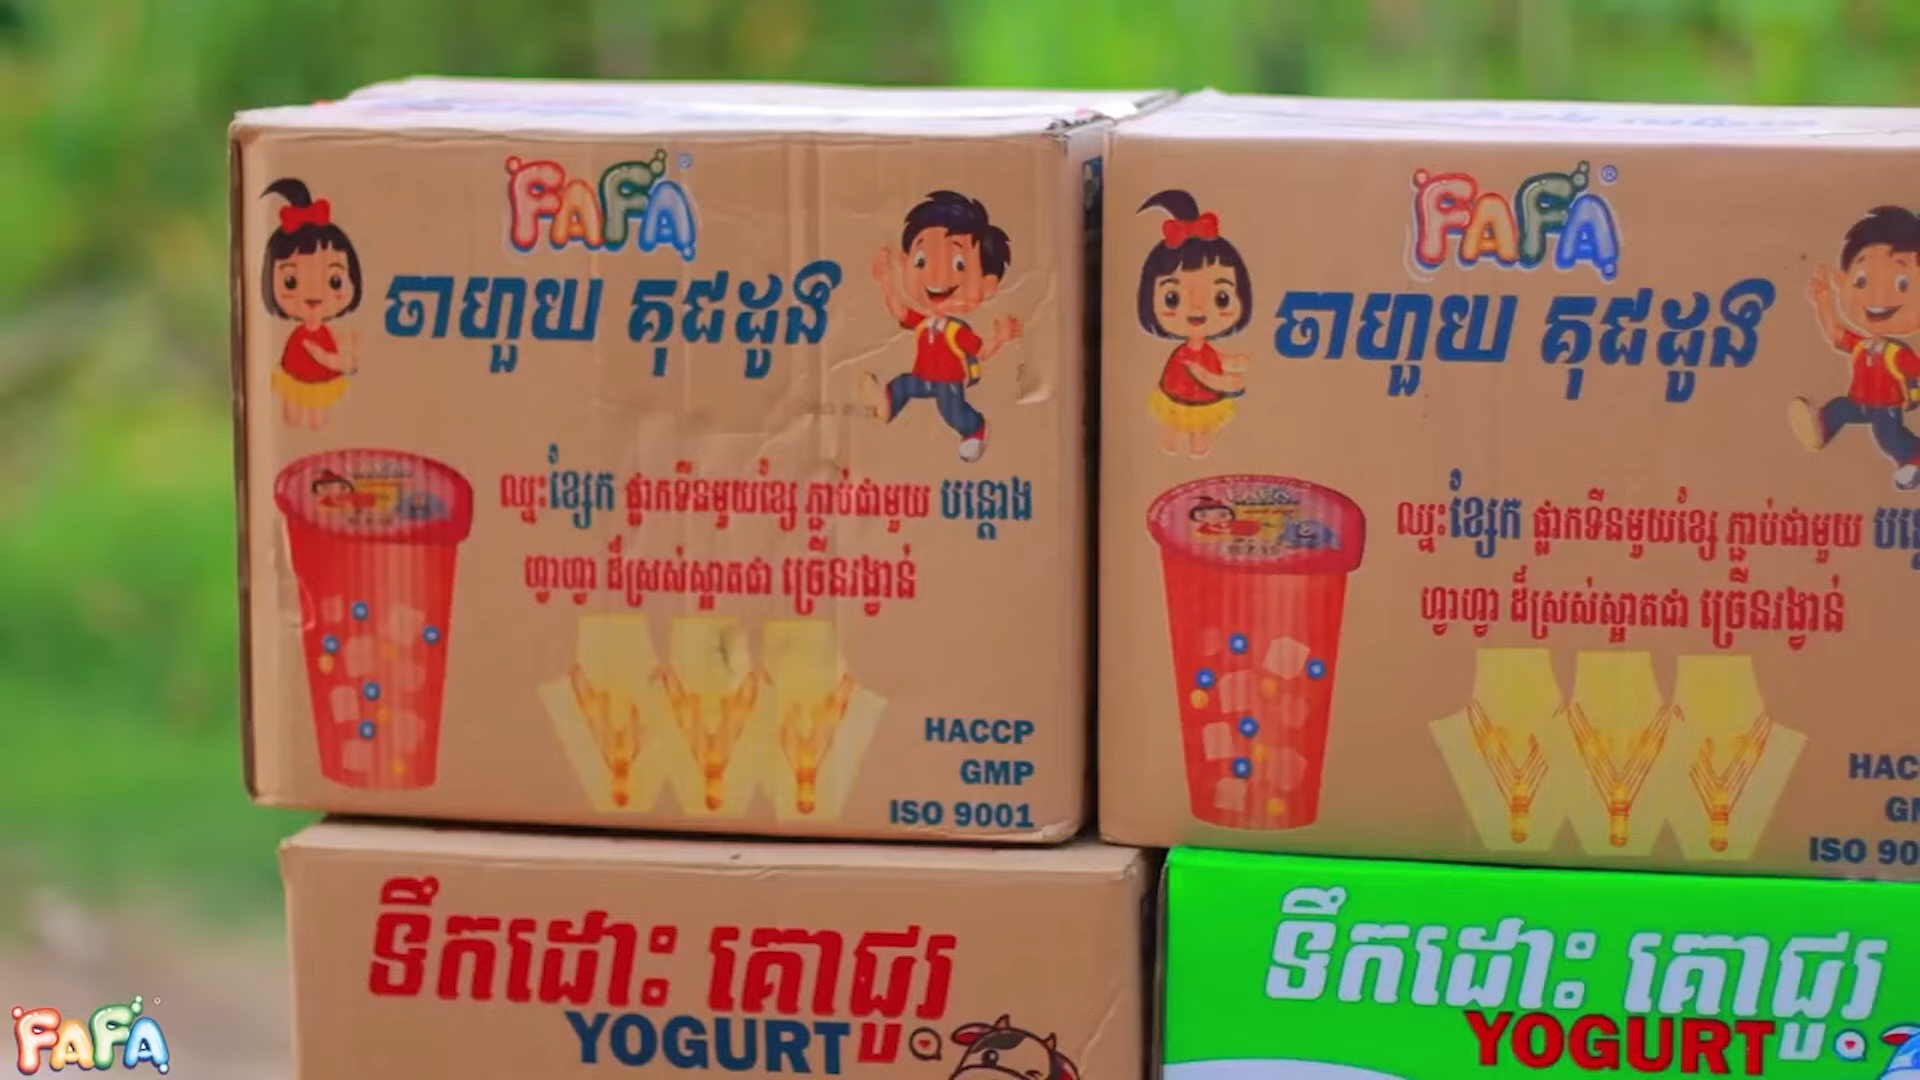 FAFA
ចាហួយ គុជដូង
ឈ្នះខ្សែក ផ្លាកទីនមួយខ្សែ ភ្ជាប់ជាមួយ បន្តោង
ហ្វាហ្វា ដ៏ស្រស់ស្អាតជា ច្រើនរង្វាន់
HACCP
GMP
ISO 9001
FAFA
ចាហួយ គុជដូង
ឈ្នះខ្សែក ផ្លាកទីនមួយខ្សែ ភ្ជាប់ជាមួយ
ហ្វាហ្វា ដ៏ស្រស់ស្អាតជា ច្រើនរង្វាន់
HAC
GM
ISO 90
ទឹកដោះ គោជូរ
YOGURT
ទឹកដោះ គោជូរ
YOGURT
FAFA